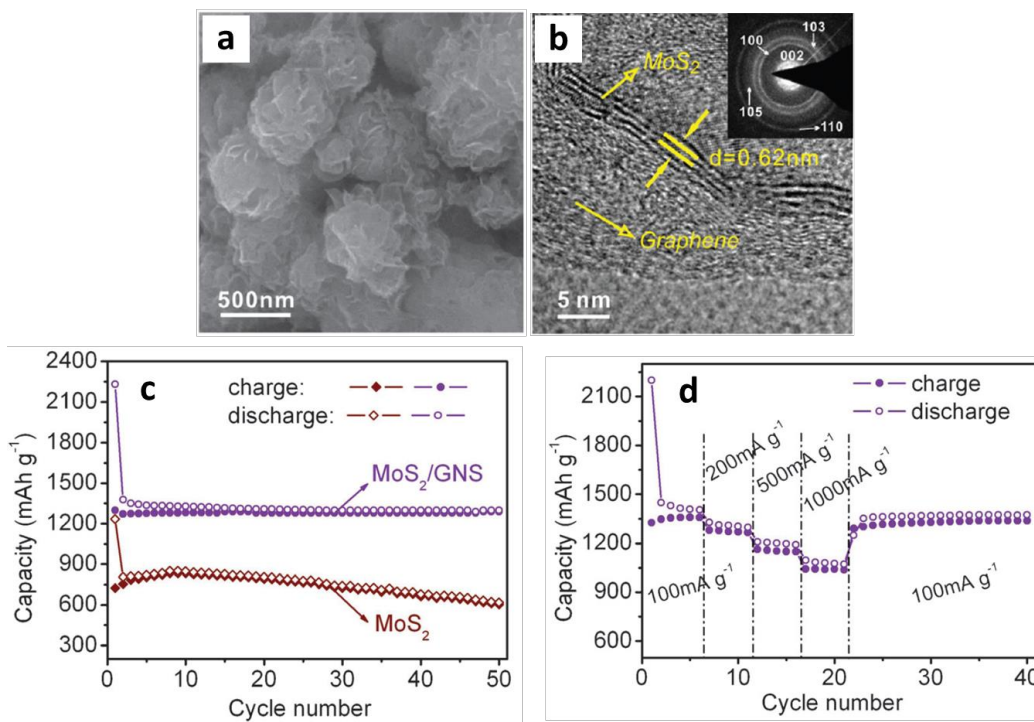 a
500nm
b
MoS₂
d=0.62nm
Graphene
5 nm
100
103
002
105
110
c
charge:
discharge:
MoS₂/GNS
MoS₂
2400
2100
1800
1500
1200
900
600
300
0
10
20
30
40
50
Capacity (mAh g⁻¹)
Cycle number
d
charge
discharge
100mA g⁻¹
200mA g⁻¹
500mA g⁻¹
1000mA g⁻¹
100mA g⁻¹
2100
1800
1500
1200
900
600
0
10
20
30
40
Capacity (mAh g⁻¹)
Cycle number